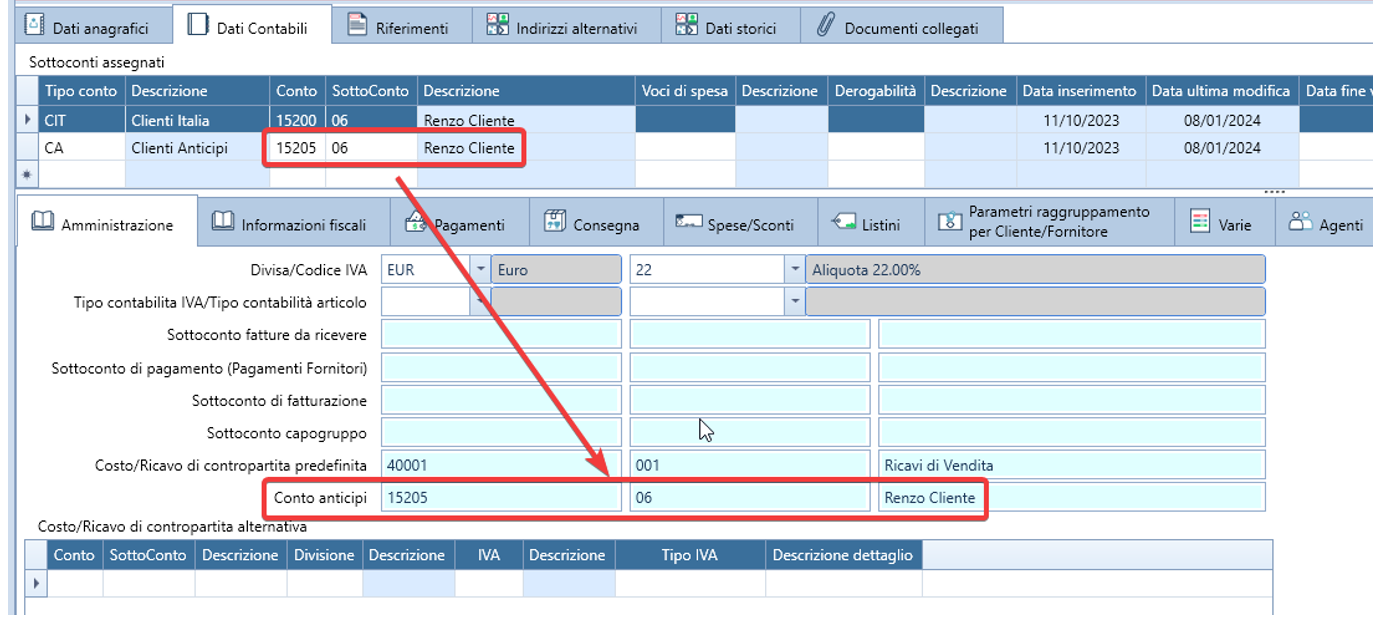 Dati anagrafici Dati Contabili Riferimenti Indirizzi alternativi Dati storici Documenti collegati
Sottoconti assegnati
Tipo conto Descrizione Conto SottoConto Descrizione Voci di spesa Descrizione Derogabilità Descrizione Data inserimento Data ultima modifica Data fine
CIT Clienti Italia 15200 06 Renzo Cliente 11/10/2023 08/01/2024
CA Clienti Anticipi 15205 06 Renzo Cliente 11/10/2023 08/01/2024
Amministrazione Informazioni fiscali Pagamenti Consegna Spese/Sconti Listini Parametri raggruppamento
per Cliente/Fornitore Varie Agenti
Divisa/Codice IVA EUR Euro 22 Aliquota 22.00%
Tipo contabilita IVA/Tipo contabilità articolo
Sottoconto fatture da ricevere
Sottoconto di pagamento (Pagamenti Fornitori)
Sottoconto di fatturazione
Sottoconto capogruppo
Costo/Ricavo di contropartita predefinita 40001 001 Ricavi di Vendita
Conto anticipi 15205 06 Renzo Cliente
Costo/Ricavo di contropartita alternativa
Conto SottoConto Descrizione Divisione Descrizione IVA Descrizione Tipo IVA Descrizione dettaglio